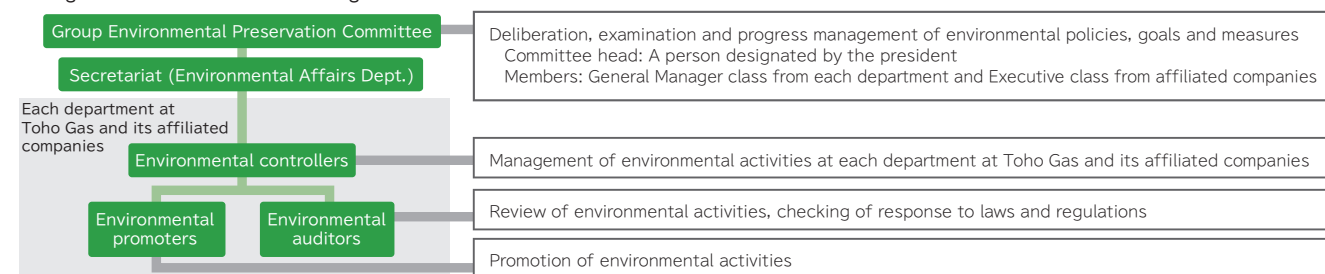 Group Environmental Preservation Committee
Deliberation, examination and progress management of environmental policies, goals and measures
Committee head: A person designated by the president
Members: General Manager class from each department and Executive class from affiliated companies
Secretariat (Environmental Affairs Dept.)
Each department at
Toho Gas and its affiliated
companies
Environmental controllers
Management of environmental activities at each department at Toho Gas and its affiliated companies
Environmental
promoters
Environmental
auditors
Review of environmental activities, checking of response to laws and regulations
Promotion of environmental activities